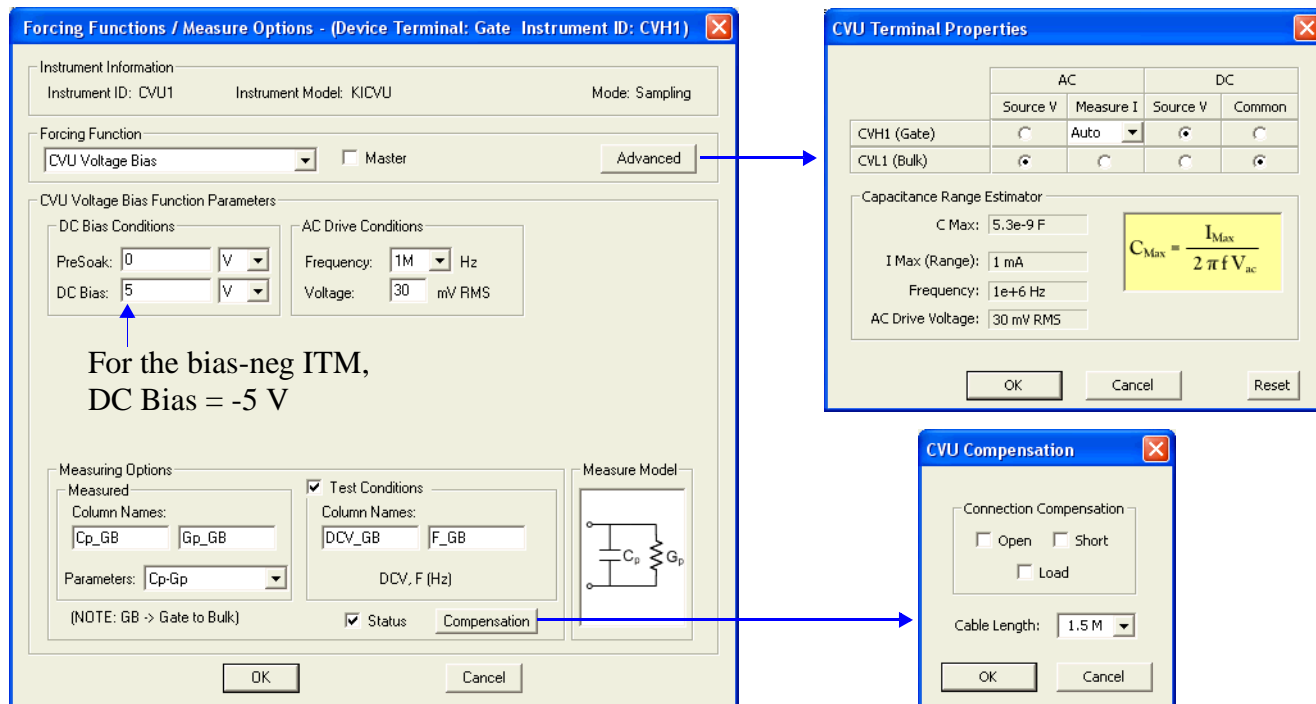 Forcing Functions / Measure Options - (Device Terminal: Gate Instrument ID: CVH1)
Instrument Information
Instrument ID: CVU1 Instrument Model: KICVU Mode: Sampling
Forcing Function
CVU Voltage Bias Master Advanced
CVU Voltage Bias Function Parameters
DC Bias Conditions
PreSoak: 0 V
DC Bias: 5 V
AC Drive Conditions
Frequency: 1M Hz
Voltage: 30 mV RMS
For the bias-neg ITM,
DC Bias = -5 V
Measuring Options
Measured
Column Names:
Cp_GB Gp_GB
Parameters: Cp-Gp
(NOTE: GB -> Gate to Bulk)
Test Conditions
Column Names:
DCV_GB F_GB
DCV, F (Hz)
Status Compensation
Measure Model
Cp Gp
OK Cancel
CVU Terminal Properties
AC DC
Source V Measure I Source V Common
CVH1 (Gate) Auto
CVL1 (Bulk)
Capacitance Range Estimator
C Max: 5.3e-9 F
I Max (Range): 1 mA
Frequency: 1e+6 Hz
AC Drive Voltage: 30 mV RMS
CMax = IMax / 2 π f Vac
OK Cancel Reset
CVU Compensation
Connection Compensation
Open Short
Load
Cable Length: 1.5 M
OK Cancel